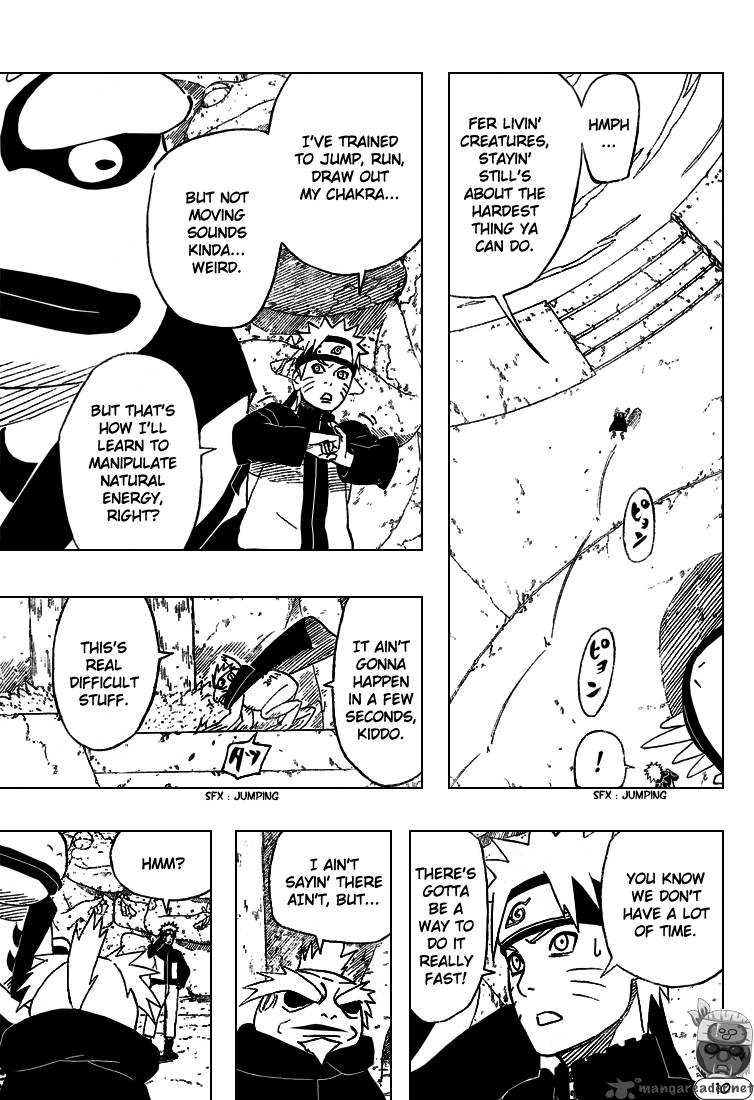 HMPH
...
FER LIVIN'
CREATURES,
STAYIN'
STILL'S
ABOUT THE
HARDEST
THING YA
CAN DO.
ピョン
ピョン
!
SFX : JUMPING
I'VE TRAINED
TO JUMP, RUN,
DRAW OUT
MY CHAKRA...
BUT NOT
MOVING
SOUNDS
KINDA...
WEIRD.
BUT THAT'S
HOW I'LL
LEARN TO
MANIPULATE
NATURAL
ENERGY,
RIGHT?
IT AIN'T
GONNA
HAPPEN
IN A FEW
SECONDS,
KIDDO.
THIS'S
REAL
DIFFICULT
STUFF.
SFX : JUMPING
YOU KNOW
WE DON'T
HAVE A LOT
OF TIME.
THERE'S
GOTTA
BE A
WAY TO
DO IT
REALLY
FAST!
I AIN'T
SAYIN' THERE
AIN'T, BUT...
HMM?
10
mangareader.net